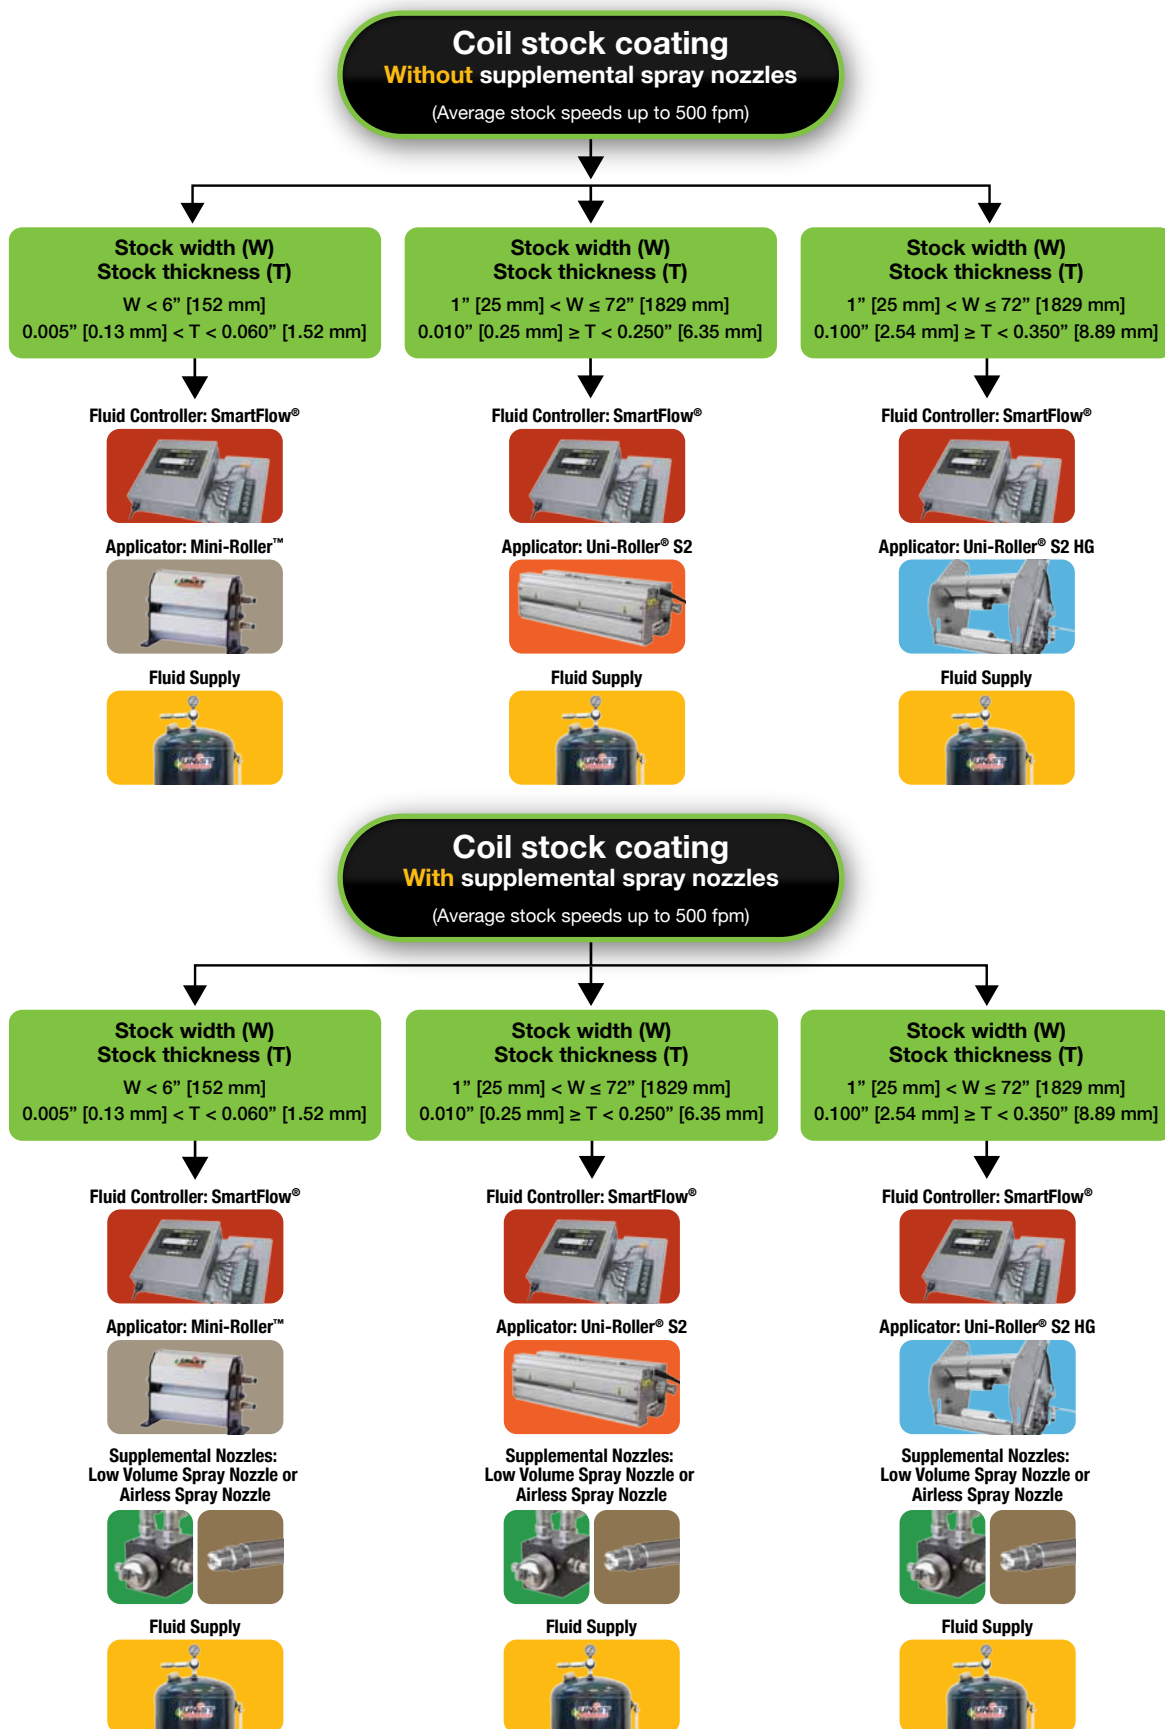 Coil stock coating
Without supplemental spray nozzles
(Average stock speeds up to 500 fpm)
Stock width (W)
Stock thickness (T)
W < 6” [152 mm]
0.005” [0.13 mm] < T < 0.060” [1.52 mm]
Stock width (W)
Stock thickness (T)
1” [25 mm] < W ≤ 72” [1829 mm]
0.010” [0.25 mm] ≥ T < 0.250” [6.35 mm]
Stock width (W)
Stock thickness (T)
1” [25 mm] < W ≤ 72” [1829 mm]
0.100” [2.54 mm] ≥ T < 0.350” [8.89 mm]
Fluid Controller: SmartFlow®
Applicator: Mini-Roller™
Fluid Supply
Fluid Controller: SmartFlow®
Applicator: Uni-Roller® S2
Fluid Supply
Fluid Controller: SmartFlow®
Applicator: Uni-Roller® S2 HG
Fluid Supply
Coil stock coating
With supplemental spray nozzles
(Average stock speeds up to 500 fpm)
Stock width (W)
Stock thickness (T)
W < 6” [152 mm]
0.005” [0.13 mm] < T < 0.060” [1.52 mm]
Stock width (W)
Stock thickness (T)
1” [25 mm] < W ≤ 72” [1829 mm]
0.010” [0.25 mm] ≥ T < 0.250” [6.35 mm]
Stock width (W)
Stock thickness (T)
1” [25 mm] < W ≤ 72” [1829 mm]
0.100” [2.54 mm] ≥ T < 0.350” [8.89 mm]
Fluid Controller: SmartFlow®
Applicator: Mini-Roller™
Supplemental Nozzles:
Low Volume Spray Nozzle or
Airless Spray Nozzle
Fluid Supply
Fluid Controller: SmartFlow®
Applicator: Uni-Roller® S2
Supplemental Nozzles:
Low Volume Spray Nozzle or
Airless Spray Nozzle
Fluid Supply
Fluid Controller: SmartFlow®
Applicator: Uni-Roller® S2 HG
Supplemental Nozzles:
Low Volume Spray Nozzle or
Airless Spray Nozzle
Fluid Supply